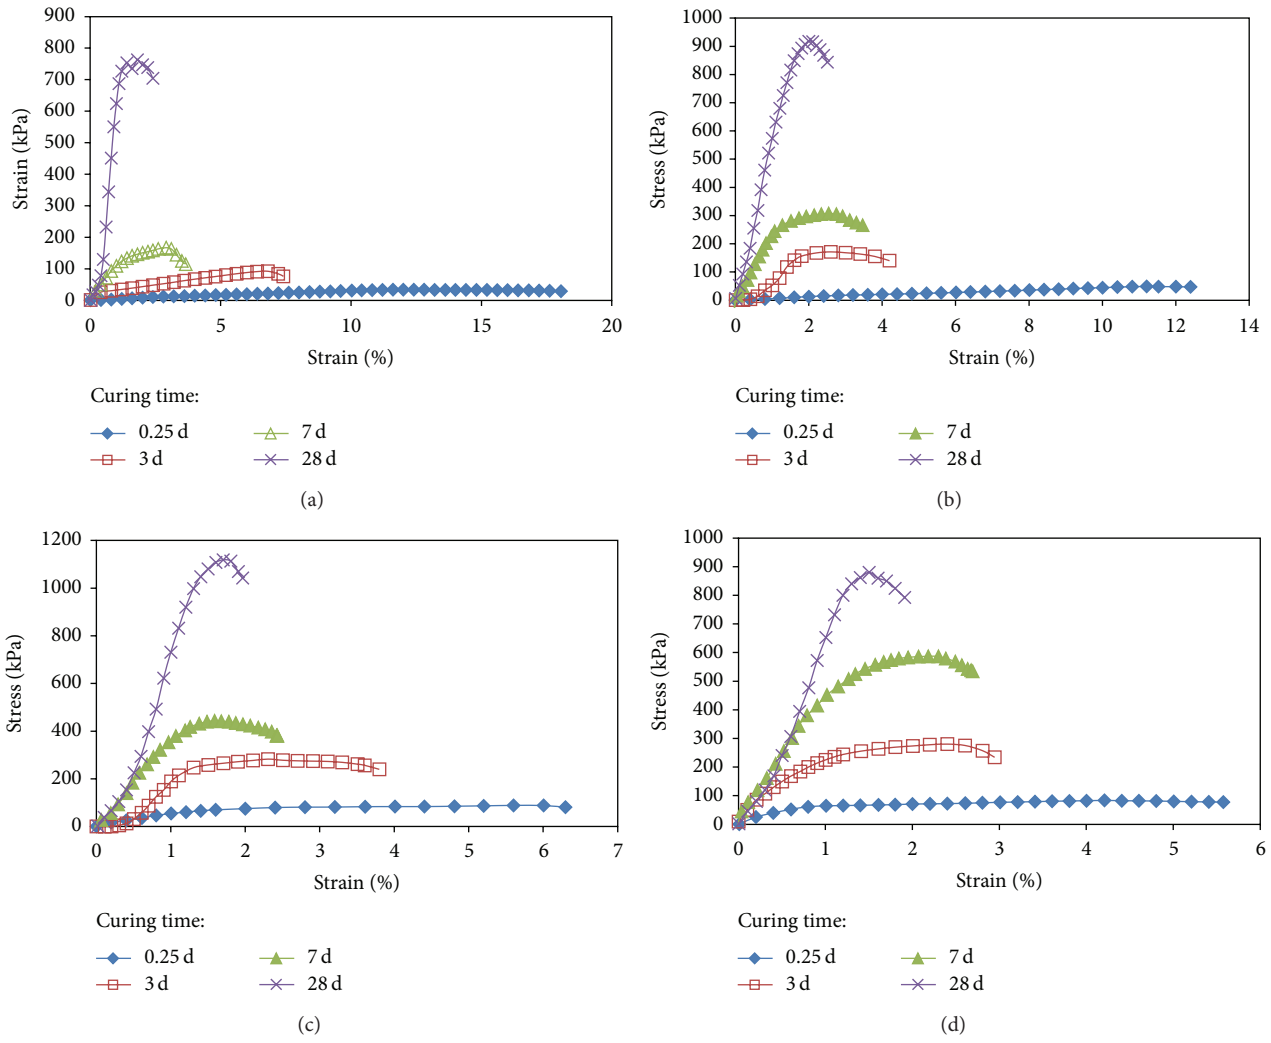 900
800
700
600
500
400
300
200
100
0
Strain (kPa)
0 5 10 15 20
Strain (%)
Curing time:
0.25 d 7 d
3 d 28 d
(a)
1000
900
800
700
600
500
400
300
200
100
0
Stress (kPa)
0 2 4 6 8 10 12 14
Strain (%)
Curing time:
0.25 d 7 d
3 d 28 d
(b)
1200
1000
800
600
400
200
0
Stress (kPa)
0 1 2 3 4 5 6 7
Strain (%)
Curing time:
0.25 d 7 d
3 d 28 d
(c)
1000
900
800
700
600
500
400
300
200
100
0
Stress (kPa)
0 1 2 3 4 5 6
Strain (%)
Curing time:
0.25 d 7 d
3 d 28 d
(d)